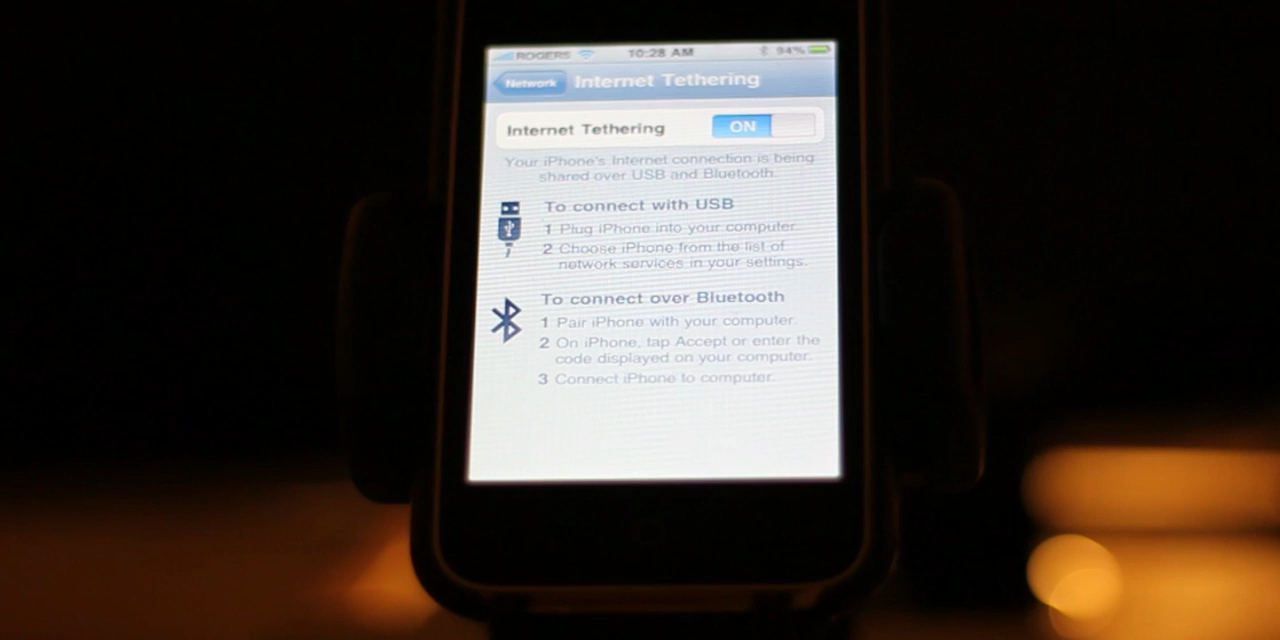 ROGERS 10:28 AM 94%
Network Internet Tethering
Internet Tethering ON
Your iPhone's Internet connection is being
shared over USB and Bluetooth.
To connect with USB
1 Plug iPhone into your computer.
2 Choose iPhone from the list of
network services in your settings.
To connect over Bluetooth
1 Pair iPhone with your computer.
2 On iPhone, tap Accept or enter the
code displayed on your computer.
3 Connect iPhone to computer.